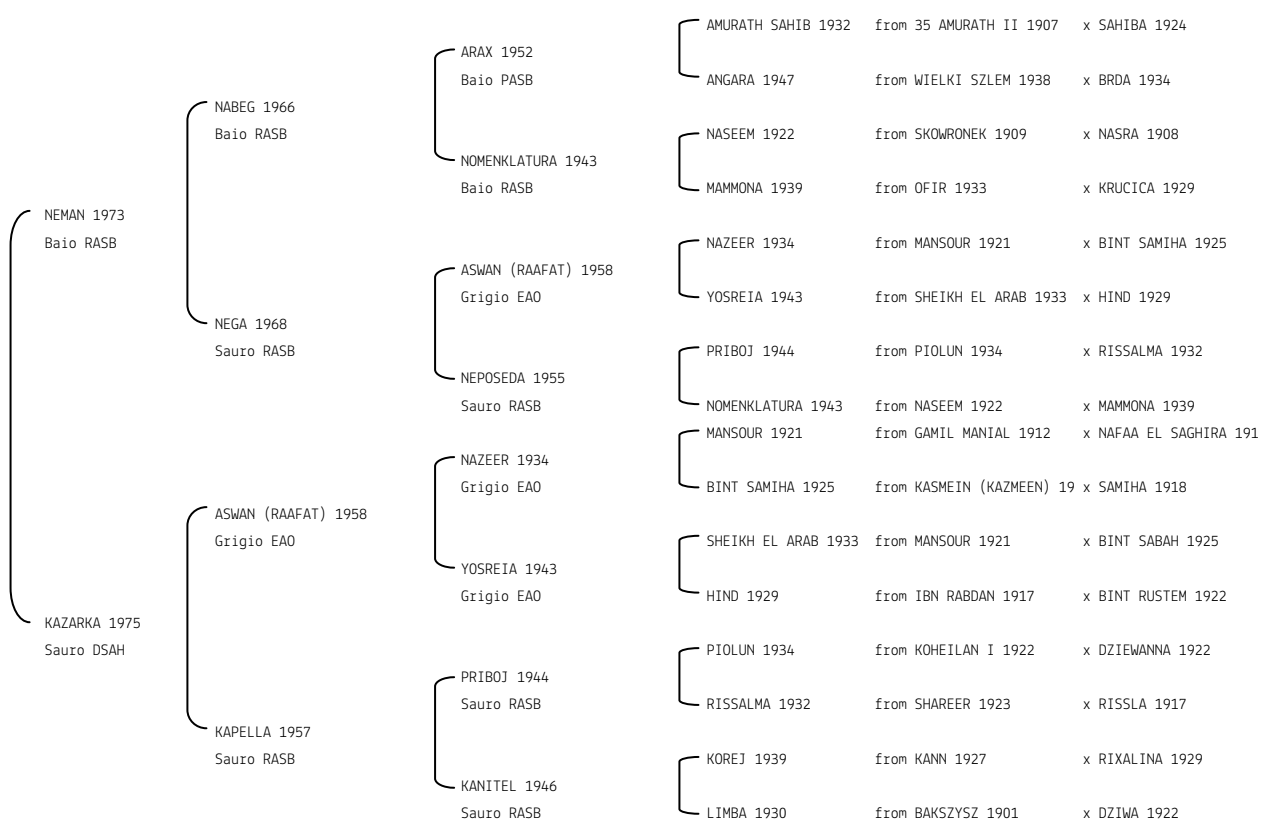 AMURATH SAHIB 1932 from 35 AMURATH II 1907 x SAHIBA 1924
ARAX 1952
Baio PASB
ANGARA 1947 from WIELKI SZLEM 1938 x BRDA 1934
NABEG 1966
Baio RASB
NASEEM 1922 from SKOWRONEK 1909 x NASRA 1908
NOMENKLATURA 1943
Baio RASB
MAMMONA 1939 from OFIR 1933 x KRUCICA 1929
NEMAN 1973
Baio RASB
NAZEER 1934 from MANSOUR 1921 x BINT SAMIHA 1925
ASWAN (RAAFAT) 1958
Grigio EAO
YOSREIA 1943 from SHEIKH EL ARAB 1933 x HIND 1929
NEGA 1968
Sauro RASB
PRIBOJ 1944 from PIOLUN 1934 x RISSALMA 1932
NEPOSEDA 1955
Sauro RASB
NOMENKLATURA 1943 from NASEEM 1922 x MAMMONA 1939
MANSOUR 1921 from GAMIL MANIAL 1912 x NAFAA EL SAGHIRA 191
NAZEER 1934
Grigio EAO
BINT SAMIHA 1925 from KASMEIN (KAZMEEN) 19 x SAMIHA 1918
ASWAN (RAAFAT) 1958
Grigio EAO
SHEIKH EL ARAB 1933 from MANSOUR 1921 x BINT SABAH 1925
YOSREIA 1943
Grigio EAO
HIND 1929 from IBN RABDAN 1917 x BINT RUSTEM 1922
KAZARKA 1975
Sauro DSAH
PIOLUN 1934 from KOHEILAN I 1922 x DZIEWANNA 1922
PRIBOJ 1944
Sauro RASB
RISSALMA 1932 from SHAREER 1923 x RISSLA 1917
KAPELLA 1957
Sauro RASB
KOREJ 1939 from KANN 1927 x RIXALINA 1929
KANITEL 1946
Sauro RASB
LIMBA 1930 from BAKSZYSZ 1901 x DZIWA 1922